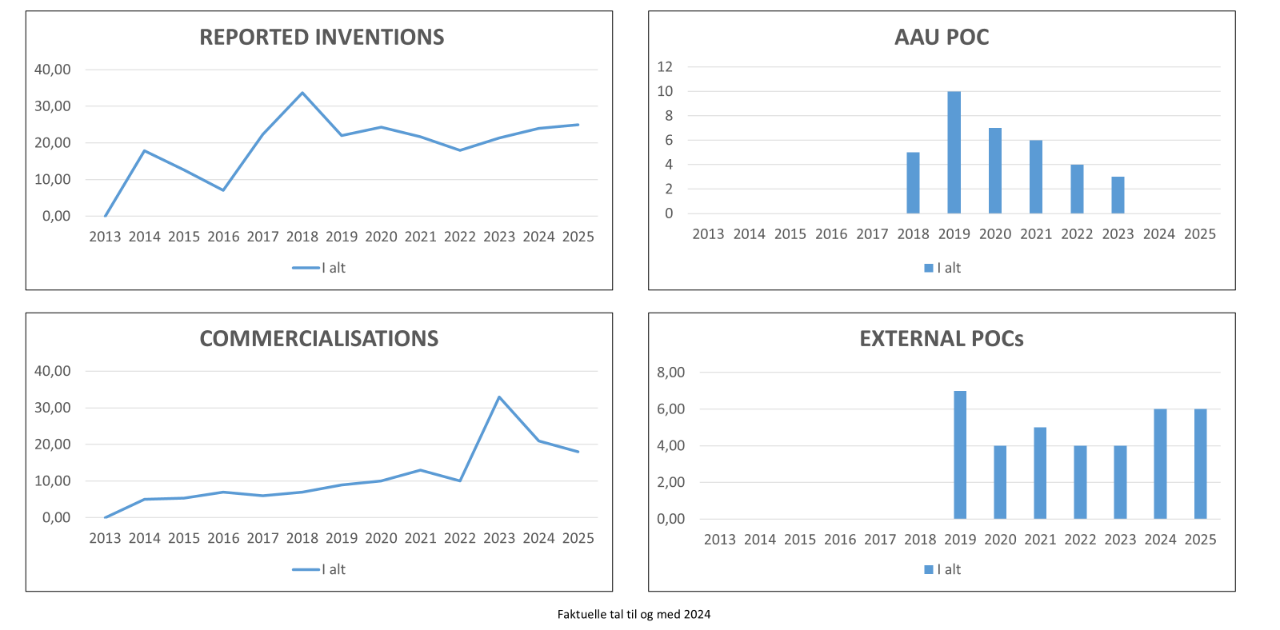 REPORTED INVENTIONS
40,00
30,00
20,00
10,00
0,00
2013 2014 2015 2016 2017 2018 2019 2020 2021 2022 2023 2024 2025
I alt
AAU POC
12
10
8
6
4
2
0
2013 2014 2015 2016 2017 2018 2019 2020 2021 2022 2023 2024 2025
I alt
COMMERCIALISATIONS
40,00
30,00
20,00
10,00
0,00
2013 2014 2015 2016 2017 2018 2019 2020 2021 2022 2023 2024 2025
I alt
EXTERNAL POCs
8,00
6,00
4,00
2,00
0,00
2013 2014 2015 2016 2017 2018 2019 2020 2021 2022 2023 2024 2025
I alt
Faktuelle tal til og med 2024